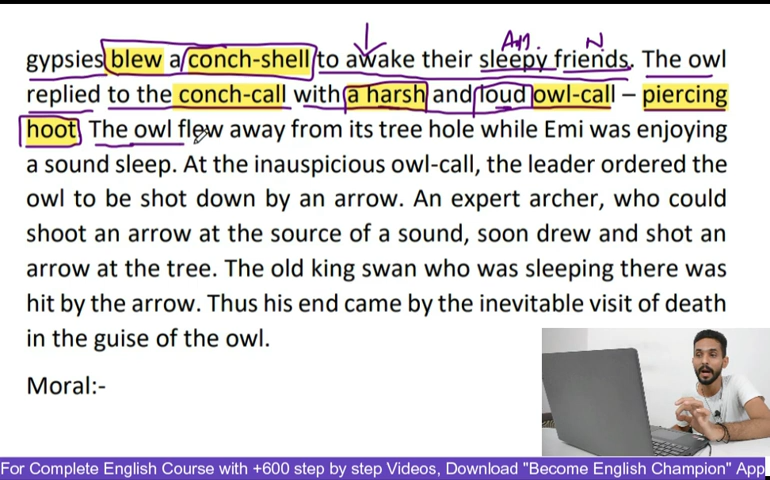 Am. N
gypsies blew a conch-shell to awake their sleepy friends. The owl
replied to the conch-call with a harsh and loud owl-call – piercing
hoot. The owl flew away from its tree hole while Emi was enjoying
a sound sleep. At the inauspicious owl-call, the leader ordered the
owl to be shot down by an arrow. An expert archer, who could
shoot an arrow at the source of a sound, soon drew and shot an
arrow at the tree. The old king swan who was sleeping there was
hit by the arrow. Thus his end came by the inevitable visit of death
in the guise of the owl.
Moral:-
For Complete English Course with +600 step by step Videos, Download "Become English Champion" App